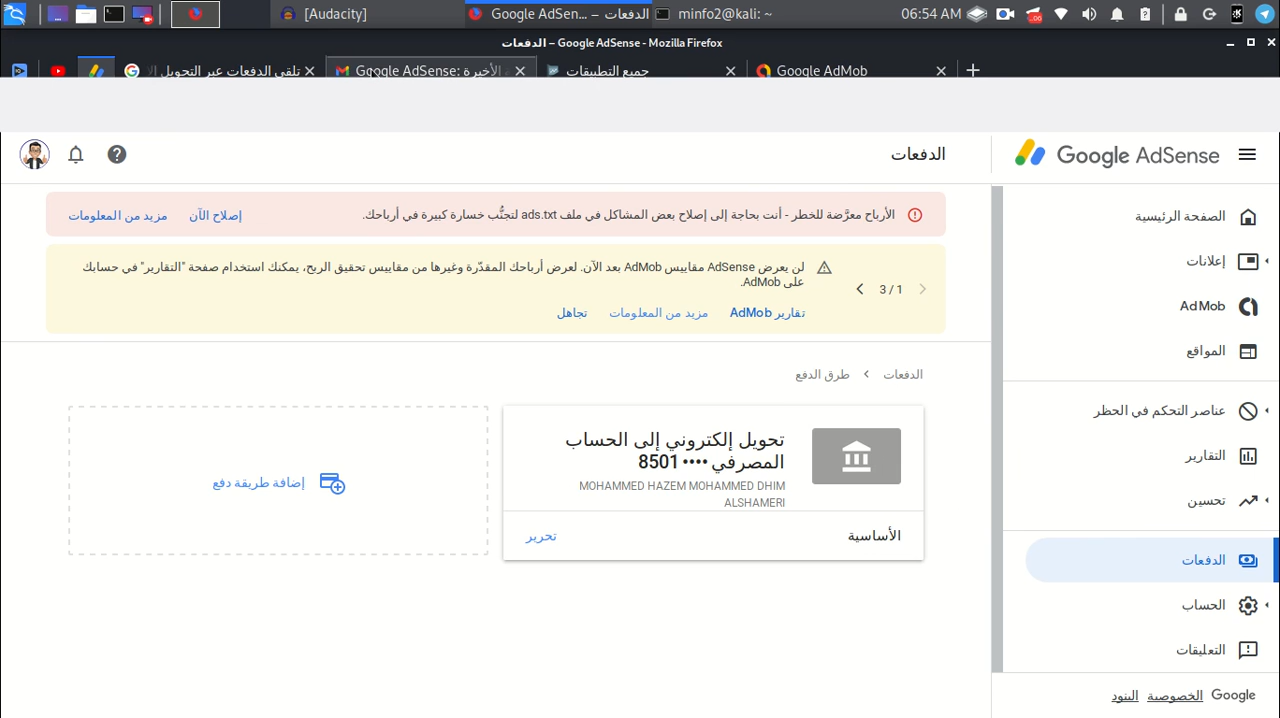 [Audacity]
Google AdSen... – الدفعات
minfo2@kali: ~
06:54 AM
الدفعات – Google AdSense - Mozilla Firefox
تلقي الدفعات عبر التحويل الإ
Google AdSense: ة الأخيرة
جميع التطبيقات
Google AdMob
الدفعات
Google AdSense
الأرباح معرَّضة للخطر - أنت بحاجة إلى إصلاح بعض المشاكل في ملف ads.txt لتجنُّب خسارة كبيرة في أرباحك.
إصلاح الآن
مزيد من المعلومات
لن يعرض AdSense مقاييس AdMob بعد الآن. لعرض أرباحك المقدّرة وغيرها من مقاييس تحقيق الربح، يمكنك استخدام صفحة "التقارير" في حسابك
على AdMob.
3 / 1
تقارير AdMob
مزيد من المعلومات
تجاهل
الدفعات
طرق الدفع
تحويل إلكتروني إلى الحساب
المصرفي •••• 8501
MOHAMMED HAZEM MOHAMMED DHIM
ALSHAMERI
الأساسية
تحرير
إضافة طريقة دفع
الصفحة الرئيسية
إعلانات
AdMob
المواقع
عناصر التحكم في الحظر
التقارير
تحسين
الدفعات
الحساب
التعليقات
Google
الخصوصية
البنود